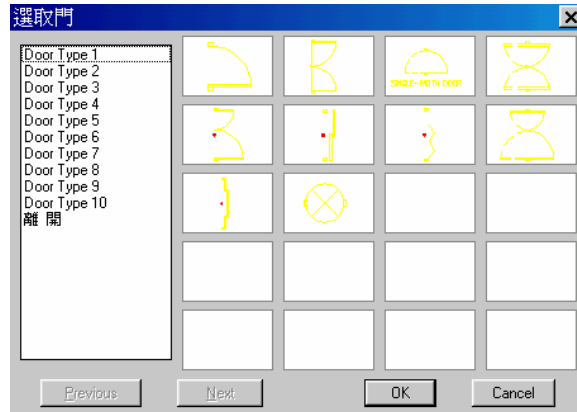 選取門
Door Type 1
Door Type 2
Door Type 3
Door Type 4
Door Type 5
Door Type 6
Door Type 7
Door Type 8
Door Type 9
Door Type 10
離 開
SINGLE-WDTH DOOR
Previous
Next
OK
Cancel